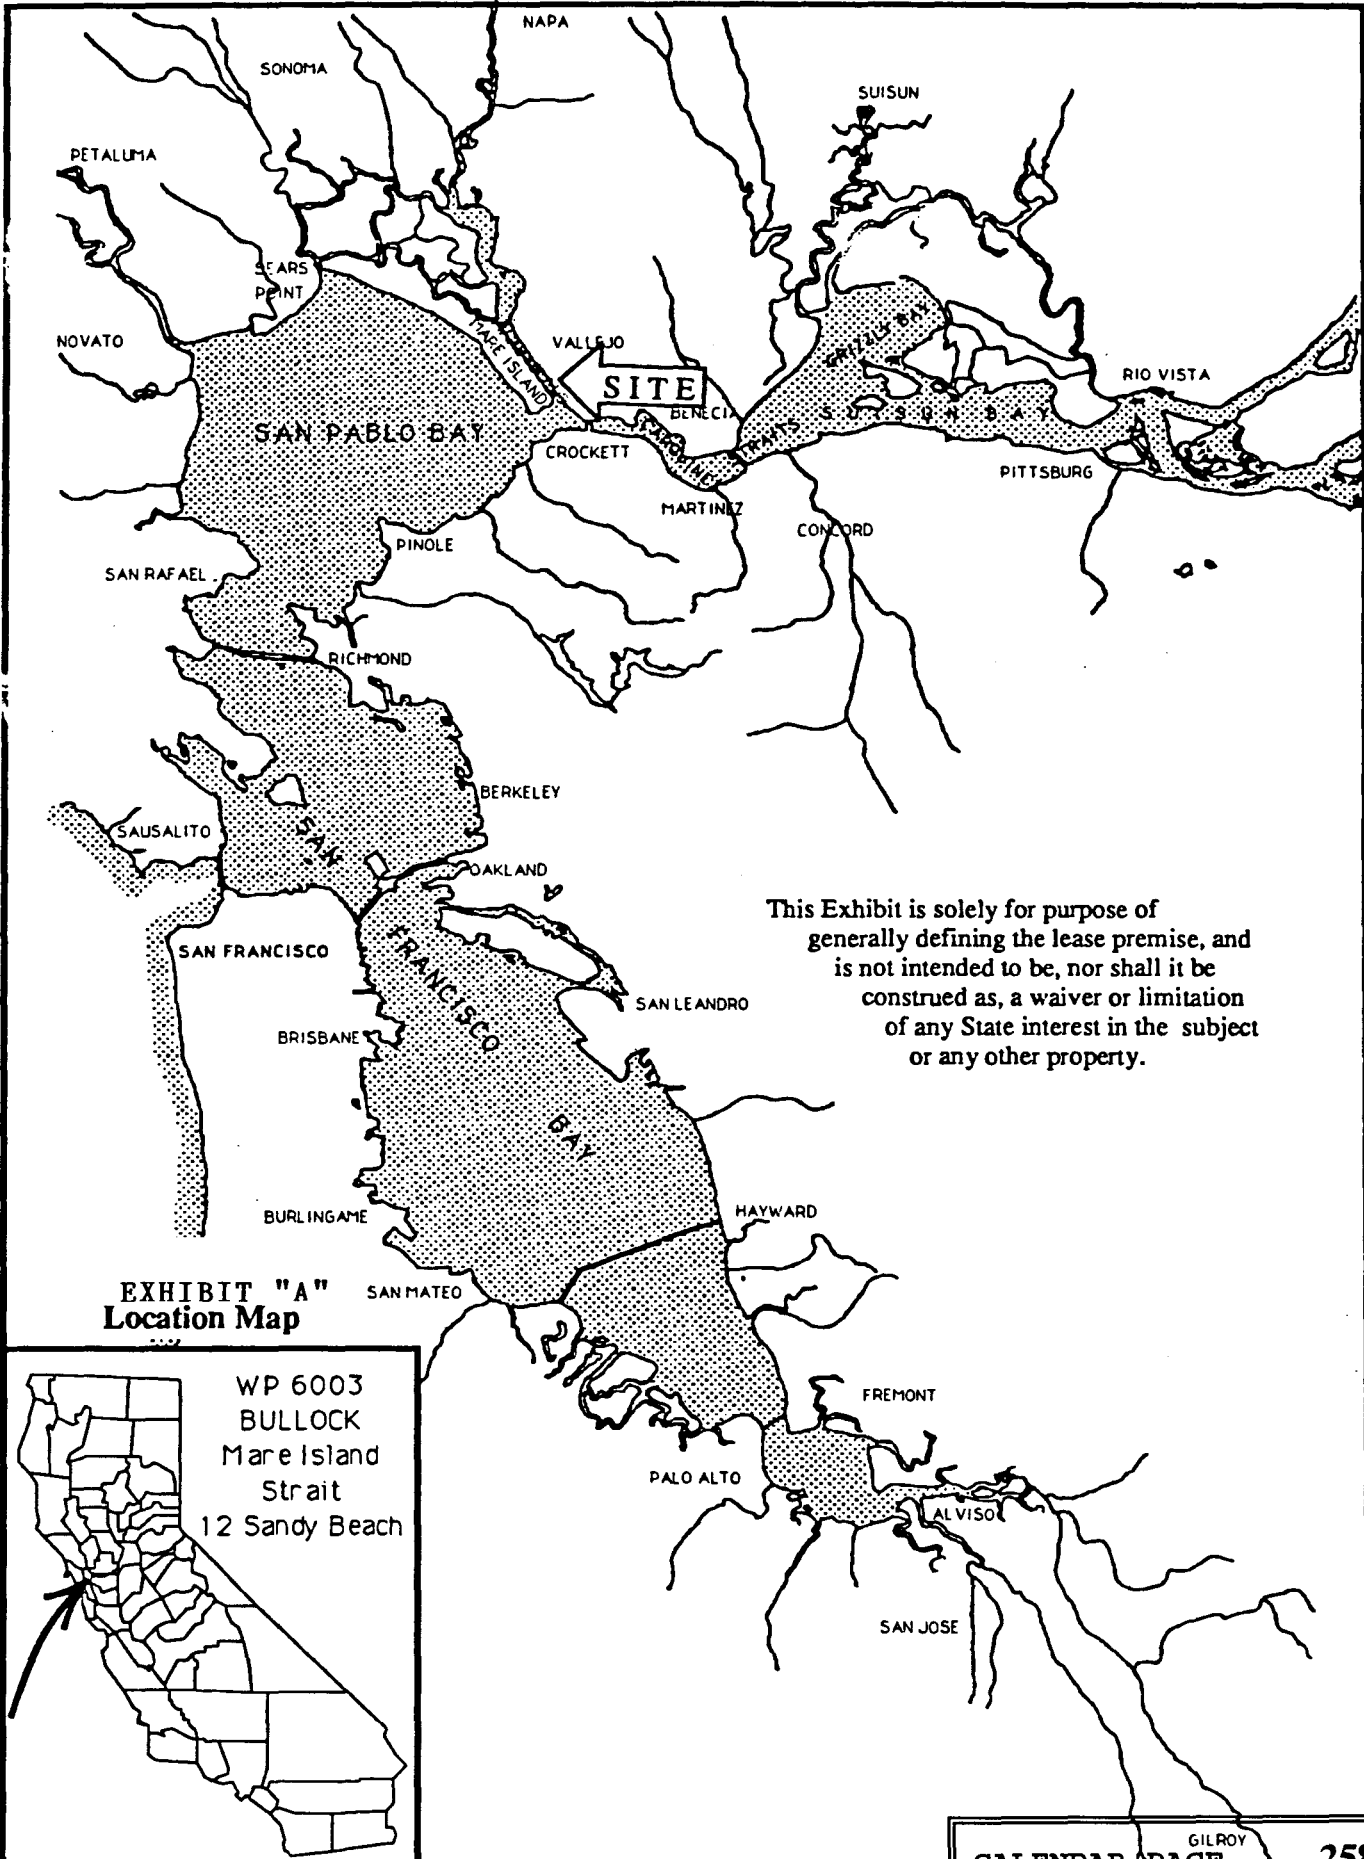 NAPA
SONOMA
SUISUN
PETALUMA
SEARS
POINT
NOVATO
MARE ISLAND
VALLEJO
SITE
BENECIA
GRIZZLY BAY
RIO VISTA
SAN PABLO BAY
CROCKETT
STRAITS
SUISUN BAY
PITTSBURG
MARTINEZ
CONCORD
PINOLE
SAN RAFAEL
RICHMOND
BERKELEY
SAUSALITO
OAKLAND
SAN FRANCISCO BAY
SAN FRANCISCO
This Exhibit is solely for purpose of
generally defining the lease premise, and
is not intended to be, nor shall it be
construed as, a waiver or limitation
of any State interest in the subject
or any other property.
SAN LEANDRO
BRISBANE
BURLINGAME
HAYWARD
SAN MATEO
EXHIBIT "A"
Location Map
WP 6003
BULLOCK
Mare Island
Strait
12 Sandy Beach
FREMONT
PALO ALTO
ALVISO
SAN JOSE
GILROY